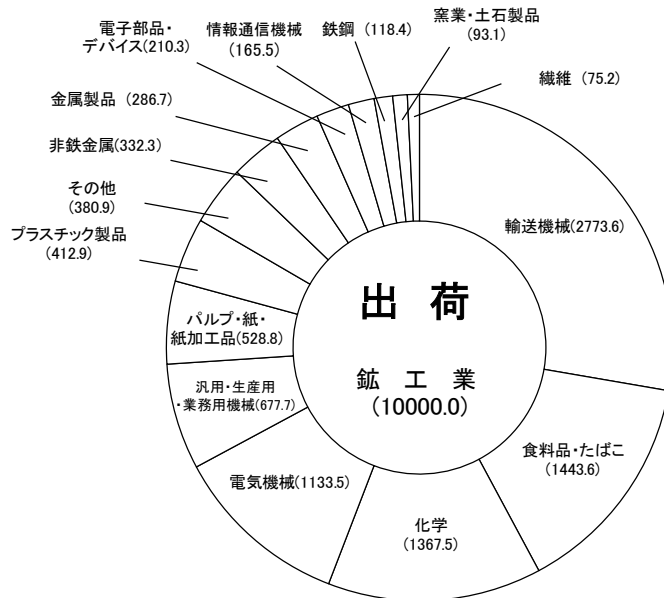 電子部品・
デバイス(210.3)
情報通信機械
(165.5)
鉄鋼 (118.4)
窯業・土石製品
(93.1)
繊維 (75.2)
金属製品 (286.7)
非鉄金属(332.3)
その他
(380.9)
プラスチック製品
(412.9)
パルプ・紙・
紙加工品(528.8)
汎用・生産用
・業務用機械(677.7)
電気機械(1133.5)
化学
(1367.5)
食料品・たばこ
(1443.6)
輸送機械(2773.6)
出 荷
鉱 工 業
(10000.0)